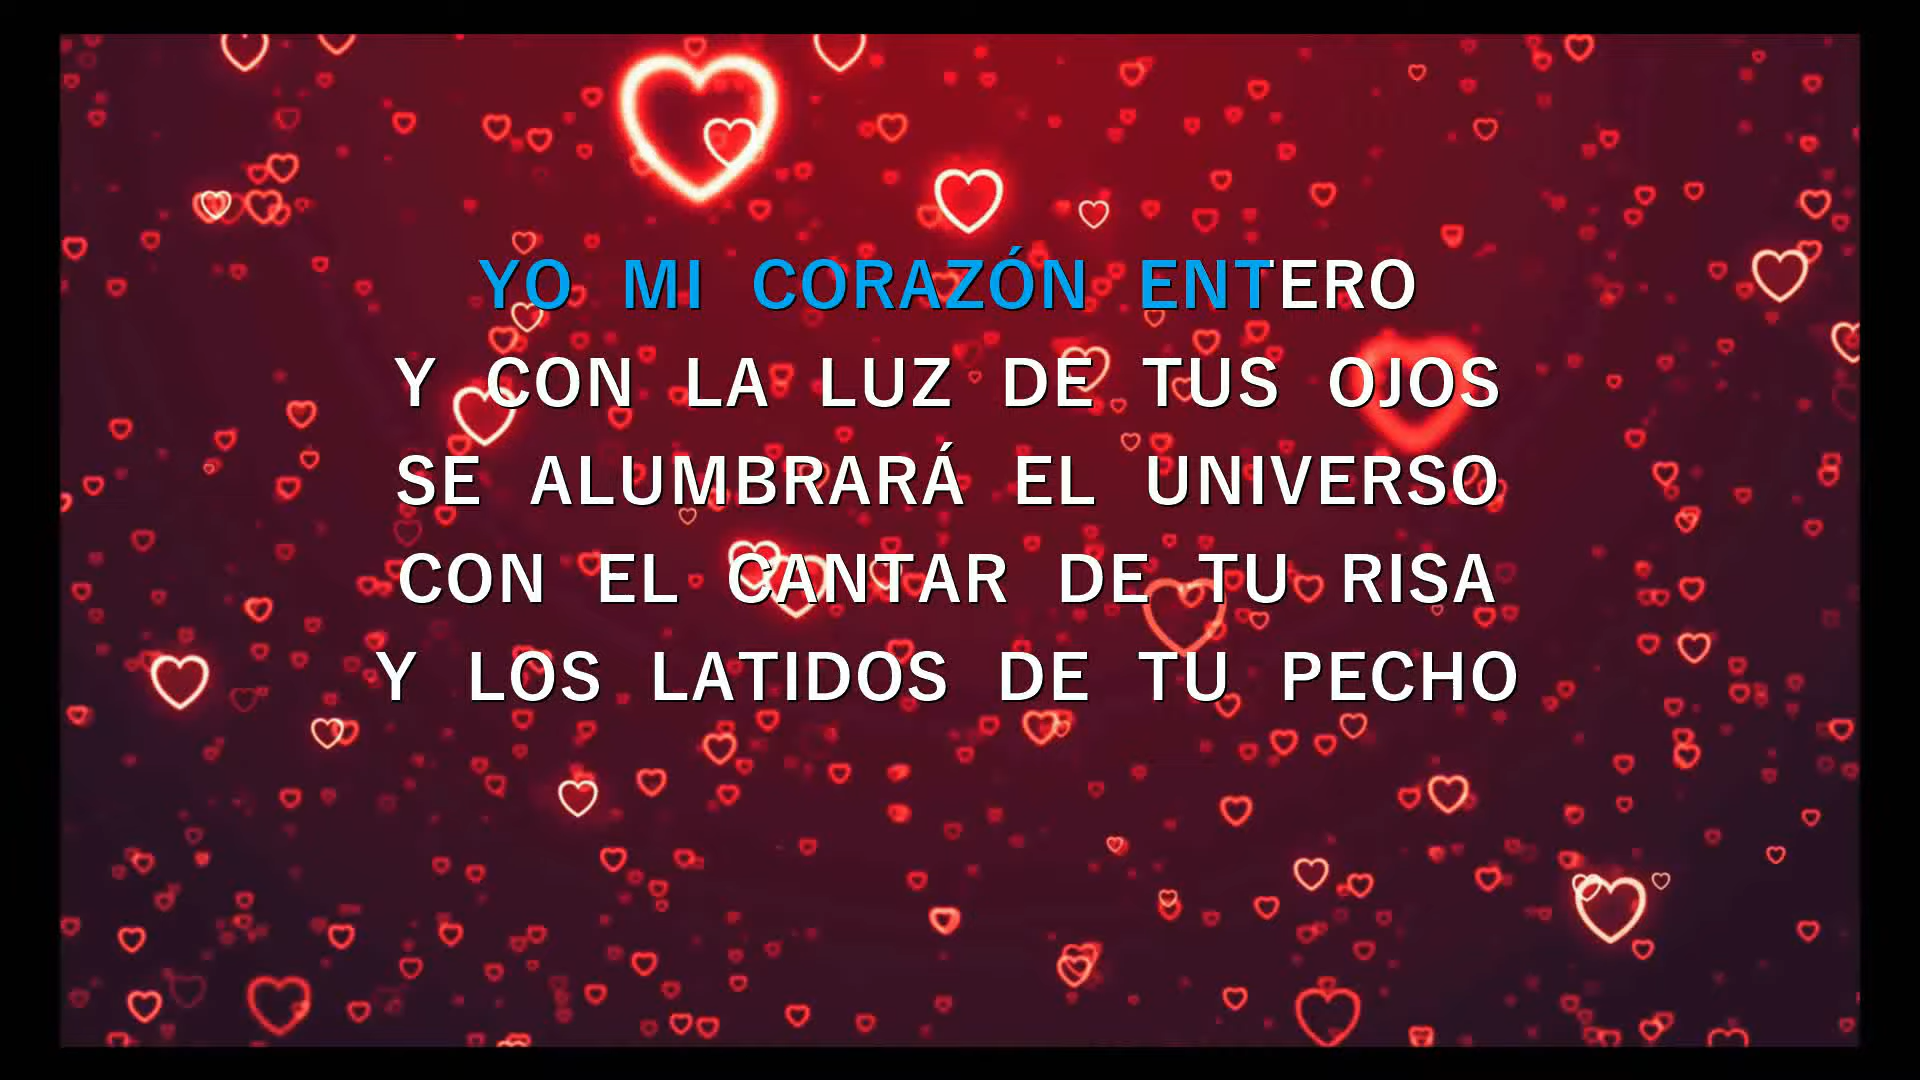 YO MI CORAZÓN ENTERO
Y CON LA LUZ DE TUS OJOS
SE ALUMBRARÁ EL UNIVERSO
CON EL CANTAR DE TU RISA
Y LOS LATIDOS DE TU PECHO